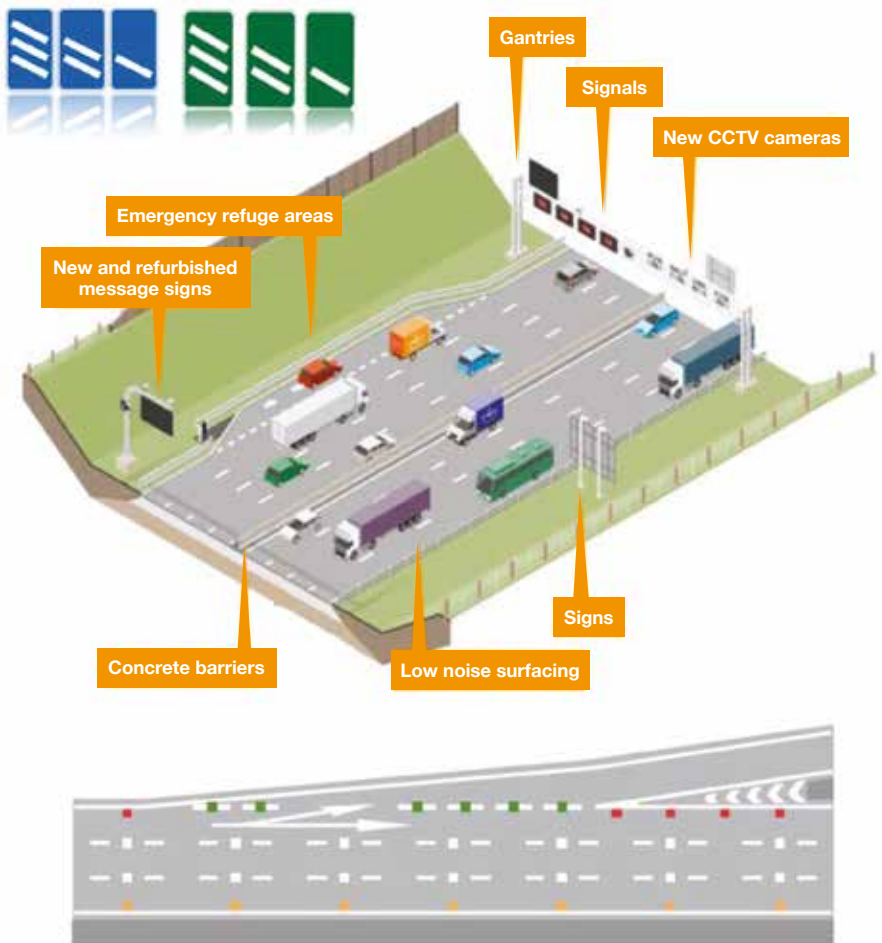 Gantries
Signals
New CCTV cameras
Emergency refuge areas
New and refurbished
message signs
Signs
Concrete barriers
Low noise surfacing